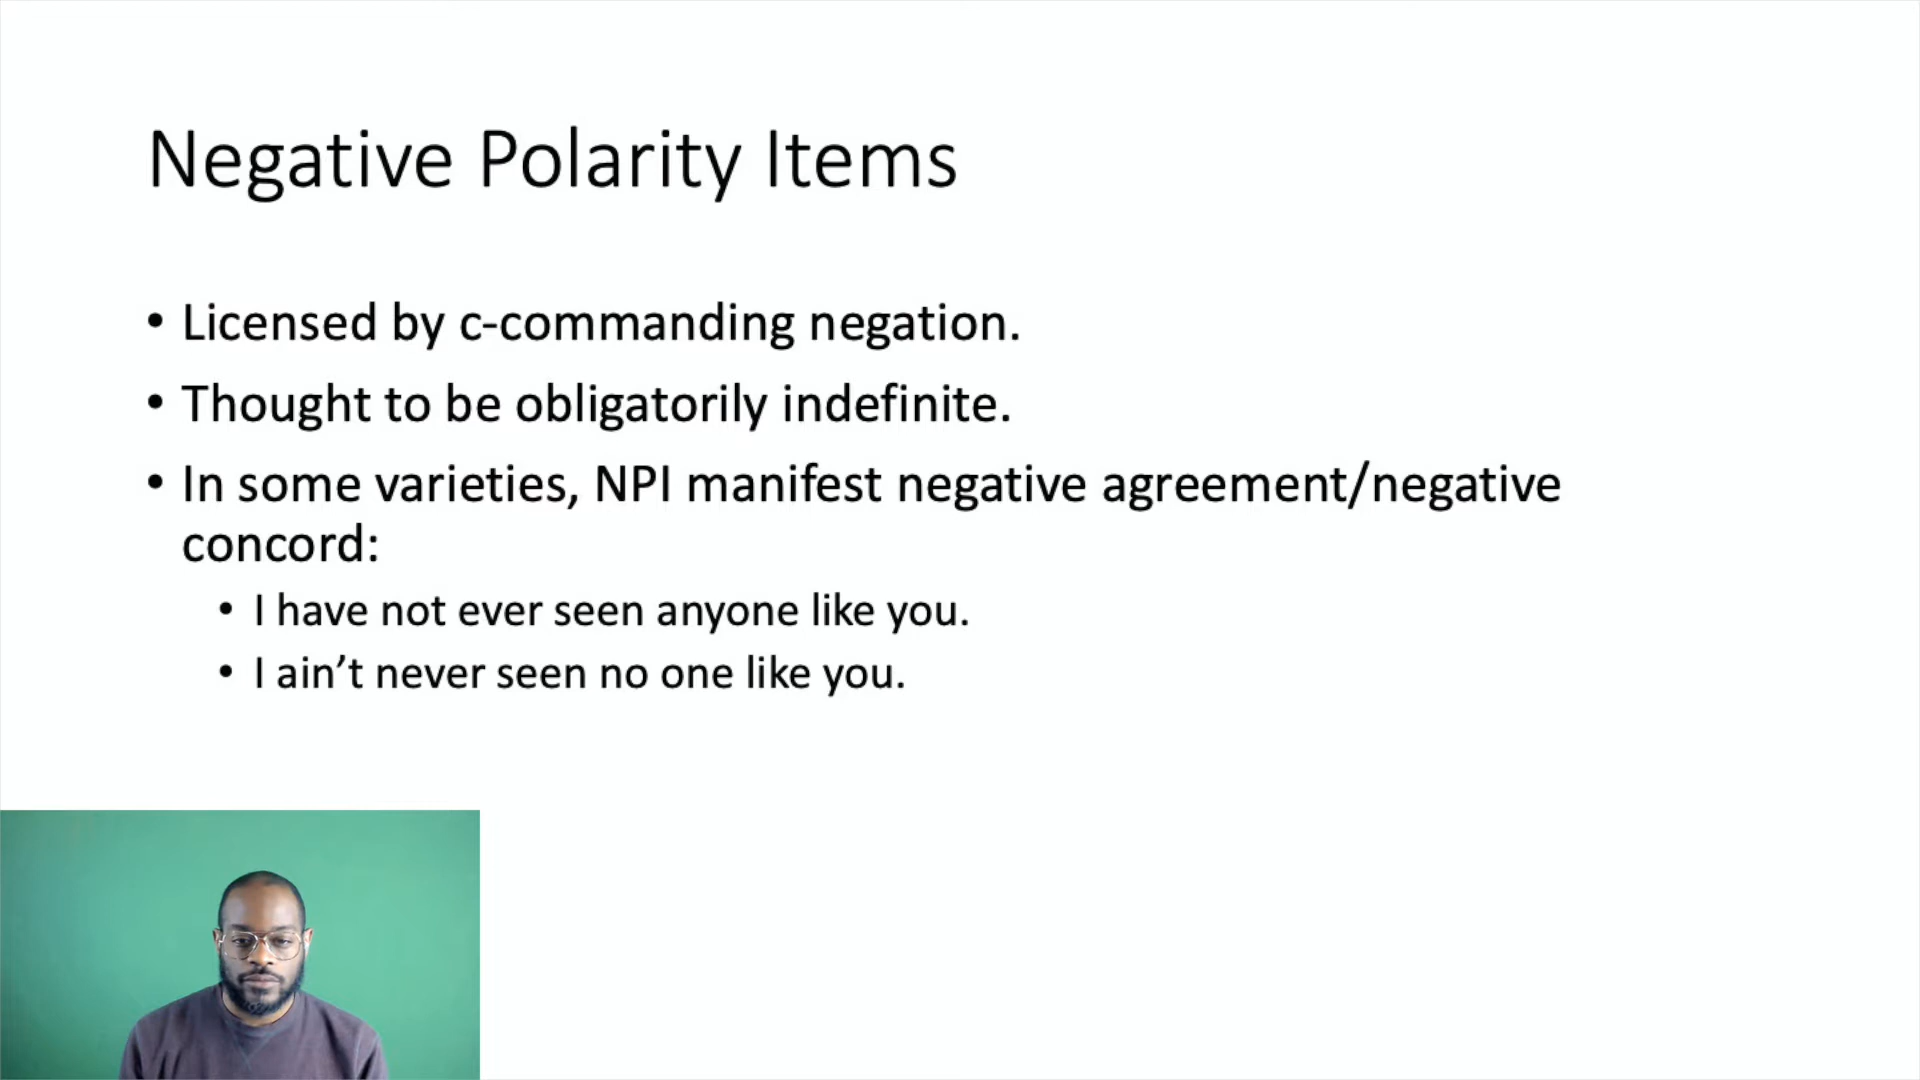 Negative Polarity Items
• Licensed by c-commanding negation.
• Thought to be obligatorily indefinite.
• In some varieties, NPI manifest negative agreement/negative
concord:
• I have not ever seen anyone like you.
• I ain’t never seen no one like you.